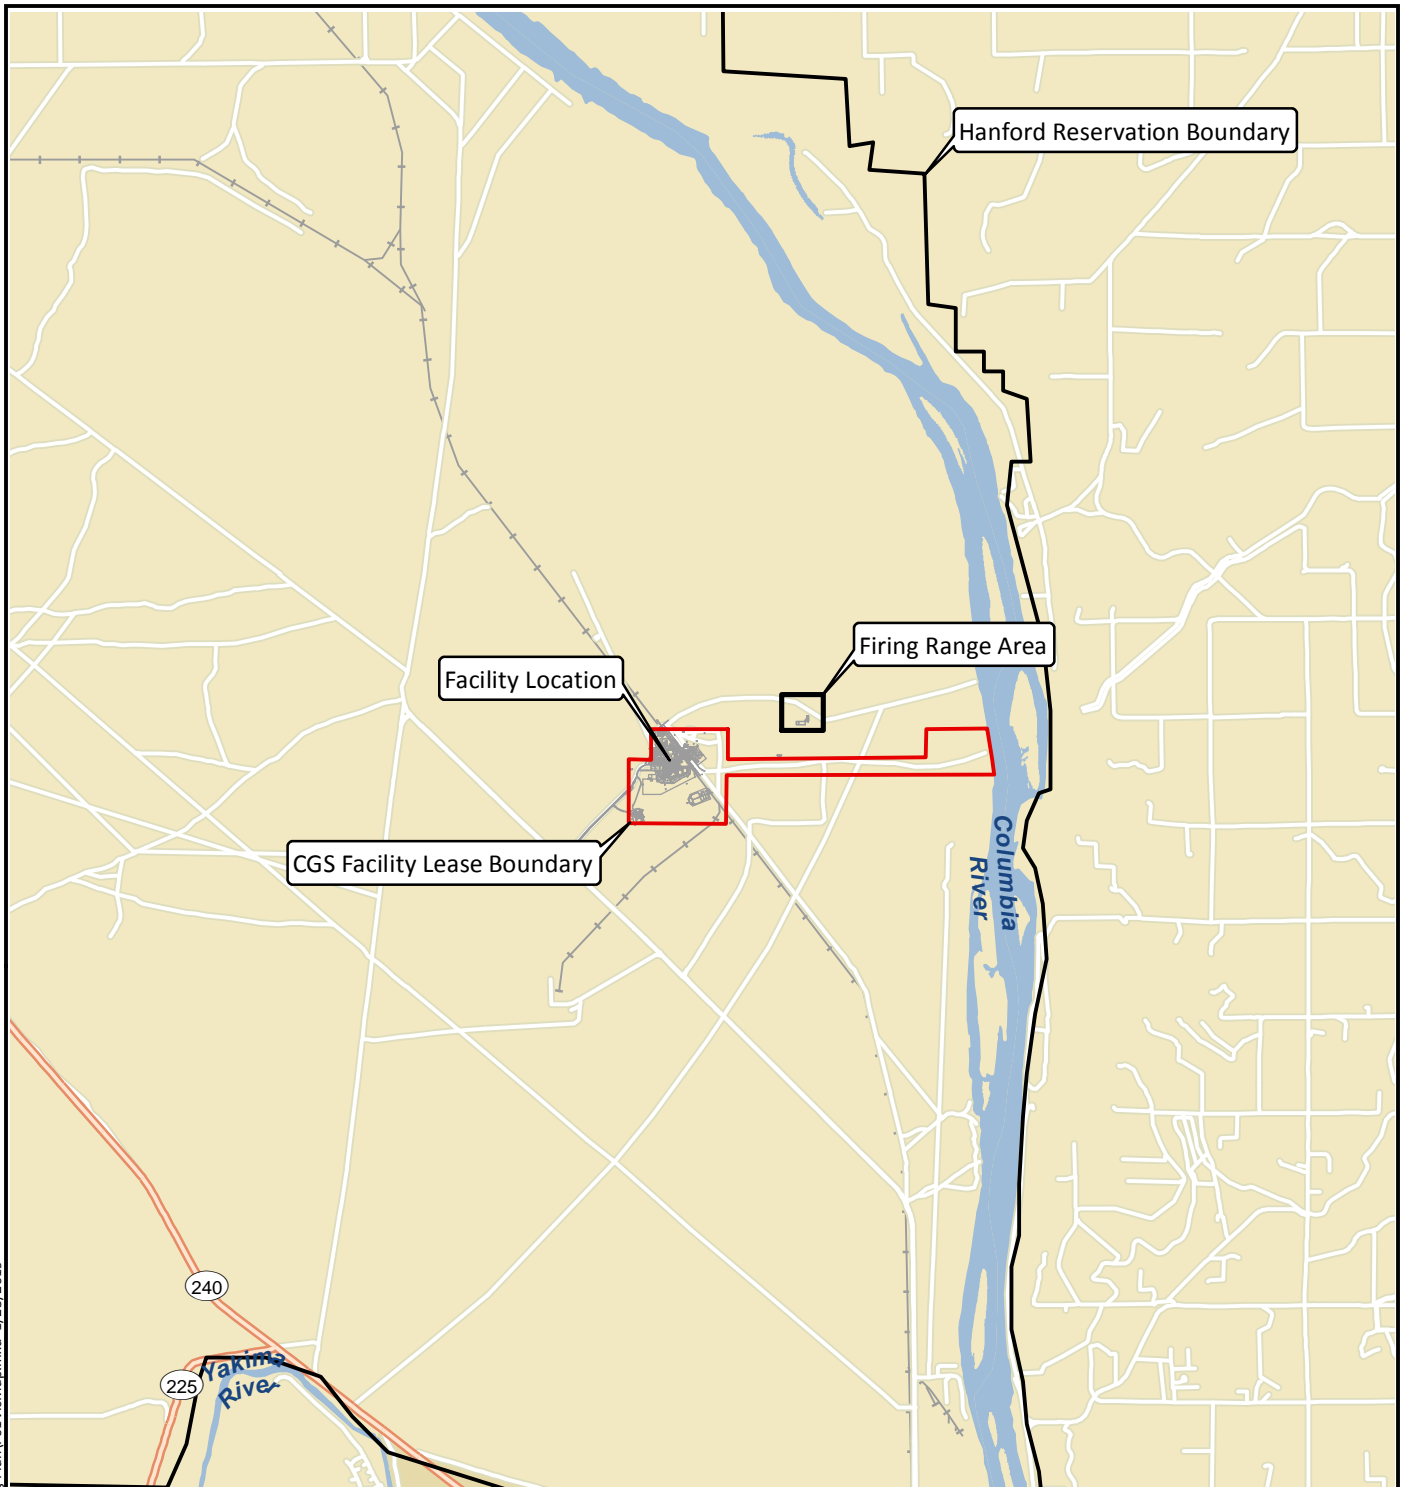 Hanford Reservation Boundary
Firing Range Area
Facility Location
CGS Facility Lease Boundary
Columbia
River
240
225
Yakima
River